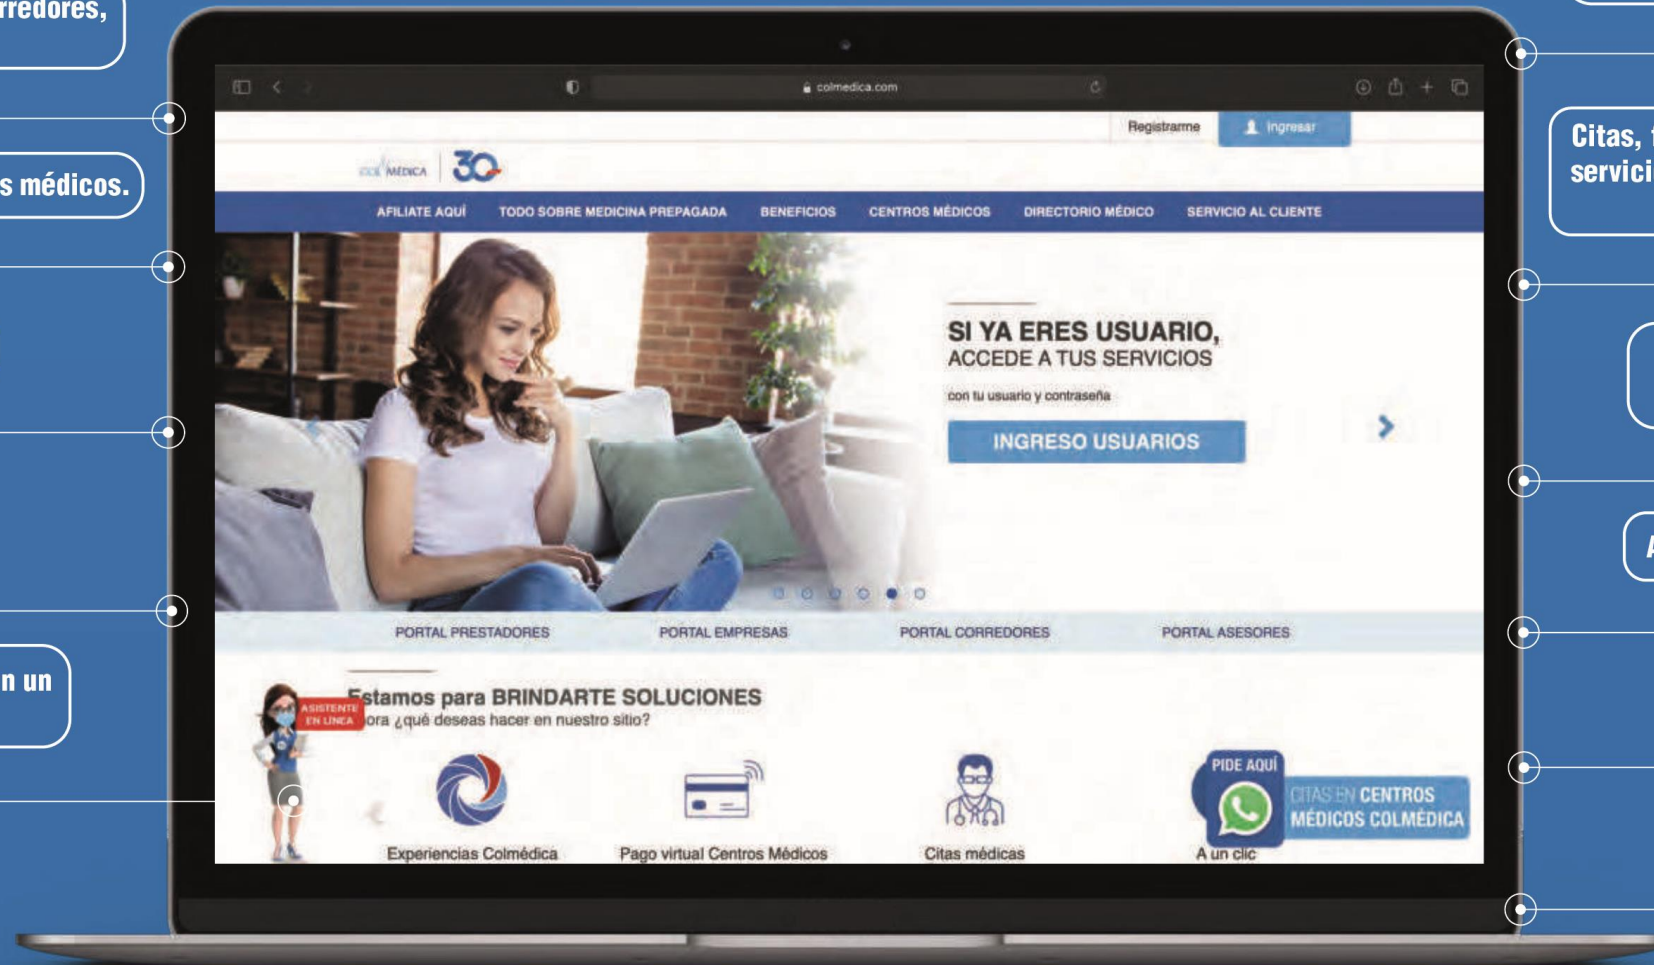 rredores,
s médicos.
n un
colmedica.com
Registrarme
Ingresar
MÉDICA
30
AFILIATE AQUÍ
TODO SOBRE MEDICINA PREPAGADA
BENEFICIOS
CENTROS MÉDICOS
DIRECTORIO MÉDICO
SERVICIO AL CLIENTE
SI YA ERES USUARIO,
ACCEDE A TUS SERVICIOS
con tu usuario y contraseña
INGRESO USUARIOS
PORTAL PRESTADORES
PORTAL EMPRESAS
PORTAL CORREDORES
PORTAL ASESORES
Estamos para BRINDARTE SOLUCIONES
ora ¿qué deseas hacer en nuestro sitio?
ASISTENTE
EN LINEA
Experiencias Colmédica
Pago virtual Centros Médicos
Citas médicas
A un clic
PIDE AQUÍ
CITAS EN CENTROS
MÉDICOS COLMÉDICA
Citas, f
servici
A